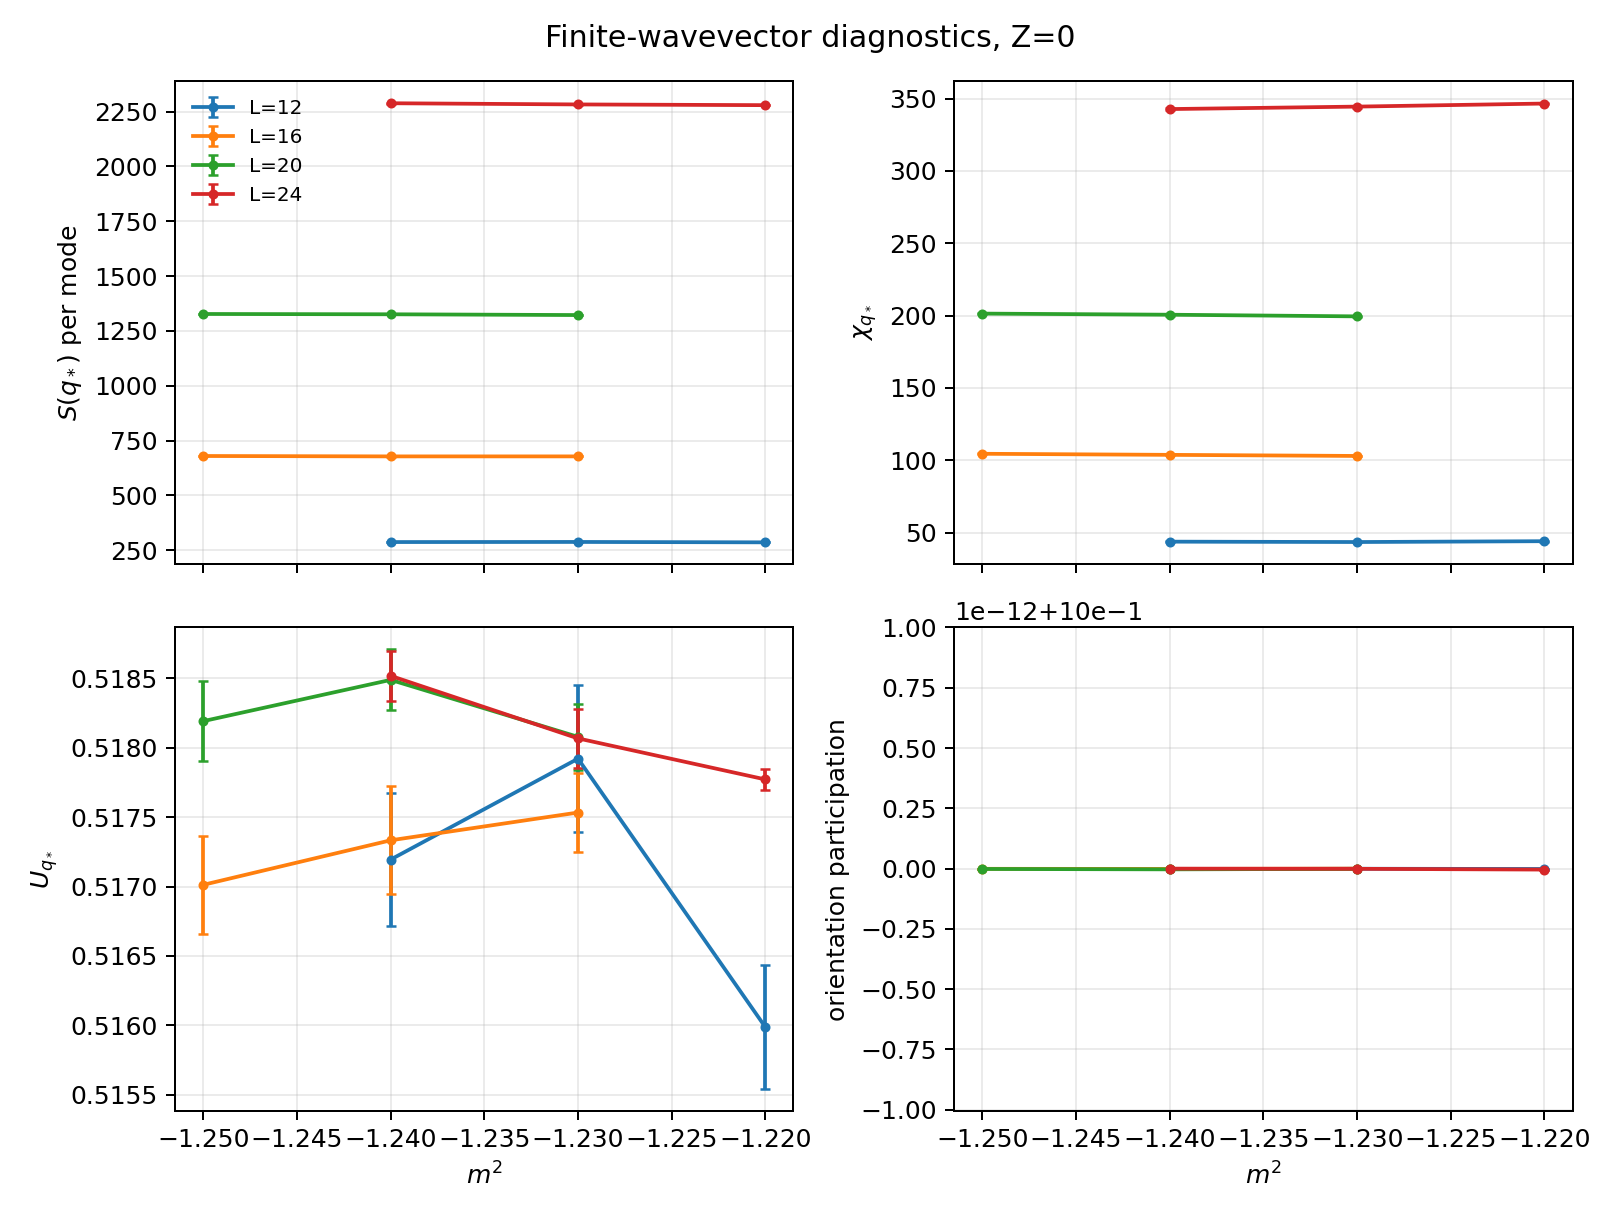 Finite-wavevector diagnostics, Z=0
S(q*) per mode
2250
2000
1750
1500
1250
1000
750
500
250
L=12
L=16
L=20
L=24
χq*
350
300
250
200
150
100
50
Uq*
0.5185
0.5180
0.5175
0.5170
0.5165
0.5160
0.5155
−1.250 −1.245 −1.240 −1.235 −1.230 −1.225 −1.220
m²
orientation participation
1e−12+10e−1
1.00
0.75
0.50
0.25
0.00
−0.25
−0.50
−0.75
−1.00
−1.250 −1.245 −1.240 −1.235 −1.230 −1.225 −1.220
m²